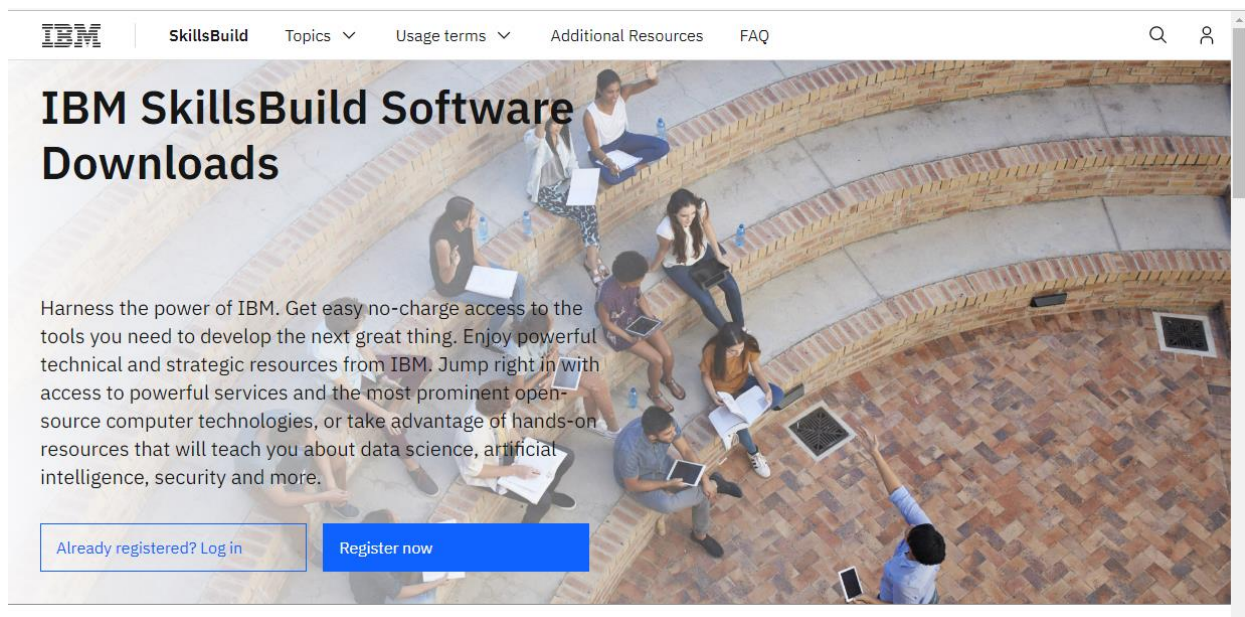 IBM SkillsBuild Topics Usage terms Additional Resources FAQ
IBM SkillsBuild Software
Downloads
Harness the power of IBM. Get easy no-charge access to the
tools you need to develop the next great thing. Enjoy powerful
technical and strategic resources from IBM. Jump right in with
access to powerful services and the most prominent open-
source computer technologies, or take advantage of hands-on
resources that will teach you about data science, artificial
intelligence, security and more.
Already registered? Log in
Register now